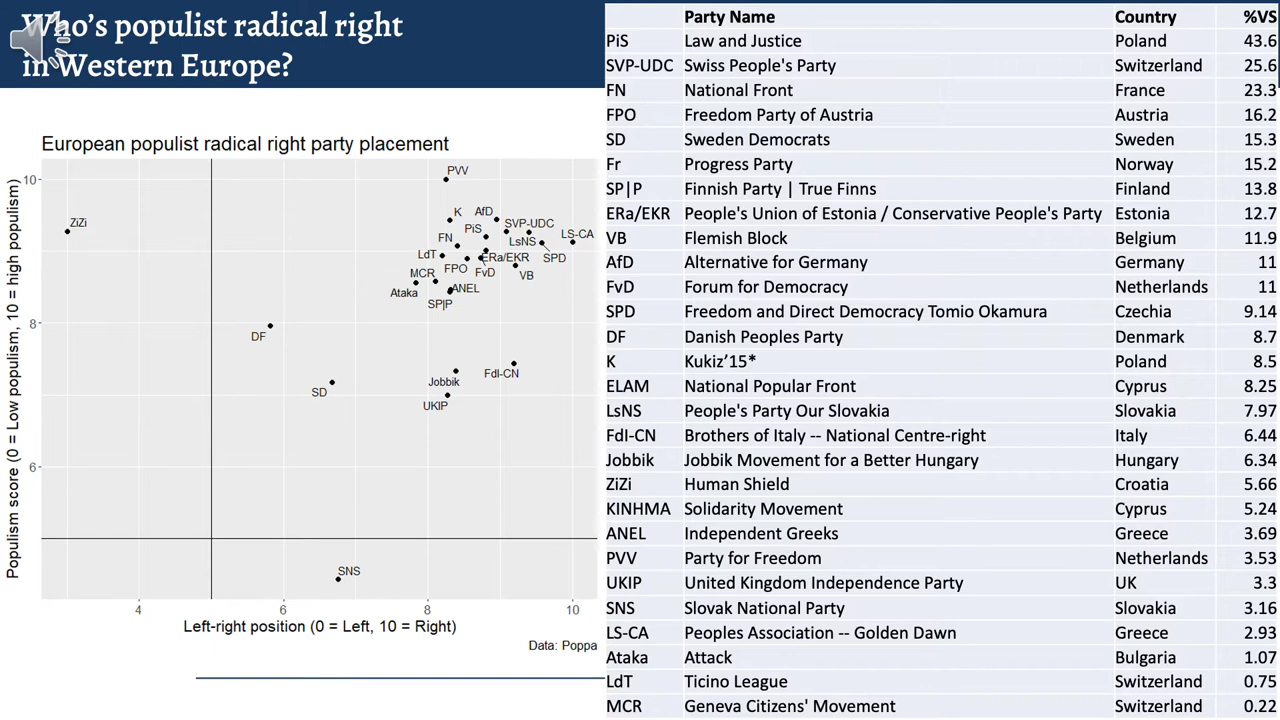 Who's populist radical right
in Western Europe?
European populist radical right party placement
Populism score (0 = Low populism, 10 = high populism)
10
8
6
PVV
ZiZi
K
AfD
PiS
SVP-UDC
LS-CA
FN
LsNS
LdT
ERa/EKR
SPD
FPO
FvD
MCR
VB
Ataka
ANEL
SP|P
DF
FdI-CN
Jobbik
SD
UKIP
SNS
4
6
8
10
Left-right position (0 = Left, 10 = Right)
Data: Poppa
Party Name Country %VS
PiS Law and Justice Poland 43.6
SVP-UDC Swiss People's Party Switzerland 25.6
FN National Front France 23.3
FPO Freedom Party of Austria Austria 16.2
SD Sweden Democrats Sweden 15.3
Fr Progress Party Norway 15.2
SP|P Finnish Party | True Finns Finland 13.8
ERa/EKR People's Union of Estonia / Conservative People's Party Estonia 12.7
VB Flemish Block Belgium 11.9
AfD Alternative for Germany Germany 11
FvD Forum for Democracy Netherlands 11
SPD Freedom and Direct Democracy Tomio Okamura Czechia 9.14
DF Danish Peoples Party Denmark 8.7
K Kukiz’15* Poland 8.5
ELAM National Popular Front Cyprus 8.25
LsNS People's Party Our Slovakia Slovakia 7.97
FdI-CN Brothers of Italy -- National Centre-right Italy 6.44
Jobbik Jobbik Movement for a Better Hungary Hungary 6.34
ZiZi Human Shield Croatia 5.66
KINHMA Solidarity Movement Cyprus 5.24
ANEL Independent Greeks Greece 3.69
PVV Party for Freedom Netherlands 3.53
UKIP United Kingdom Independence Party UK 3.3
SNS Slovak National Party Slovakia 3.16
LS-CA Peoples Association -- Golden Dawn Greece 2.93
Ataka Attack Bulgaria 1.07
LdT Ticino League Switzerland 0.75
MCR Geneva Citizens' Movement Switzerland 0.22